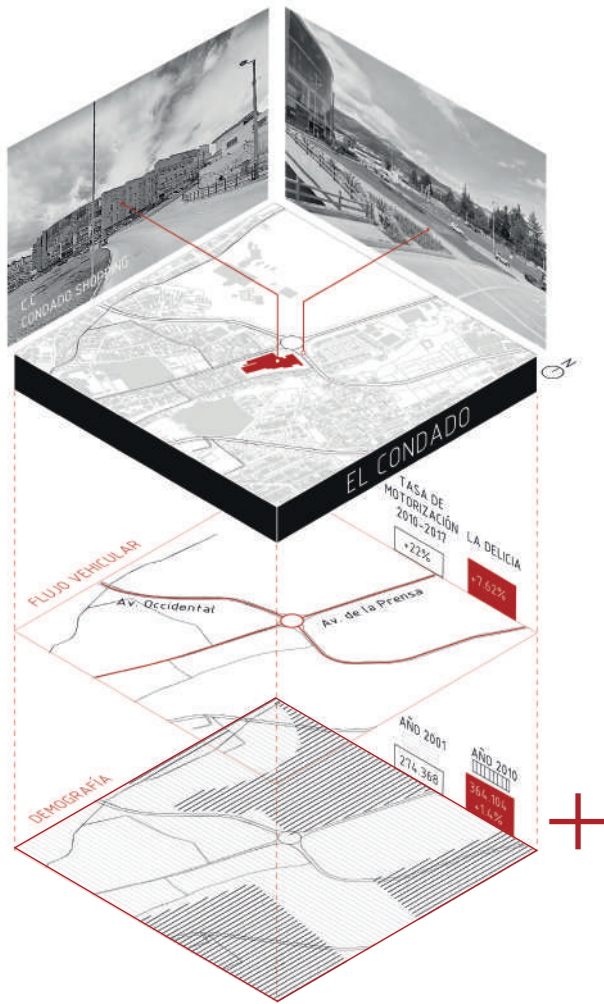 C.C
CONDADO SHOPPING
N
EL CONDADO
TASA DE
MOTORIZACIÓN
2010-2017
+22%
LA DELICIA
+7.62%
FLUJO VEHICULAR
Av. Occidental
Av. de la Prensa
AÑO 2001
274 368
AÑO 2010
364 104
+1.4%
DEMOGRAFÍA